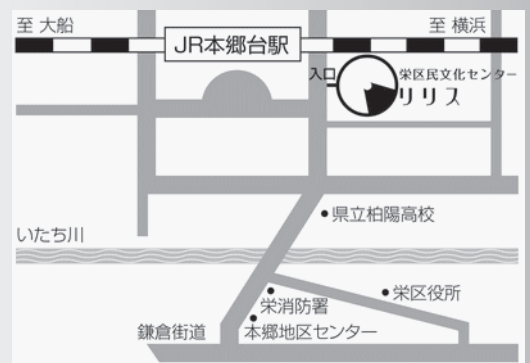 至 大船
至 横浜
JR本郷台駅
入口
栄区民文化センター
リリス
県立柏陽高校
いたち川
栄区役所
栄消防署
鎌倉街道
本郷地区センター